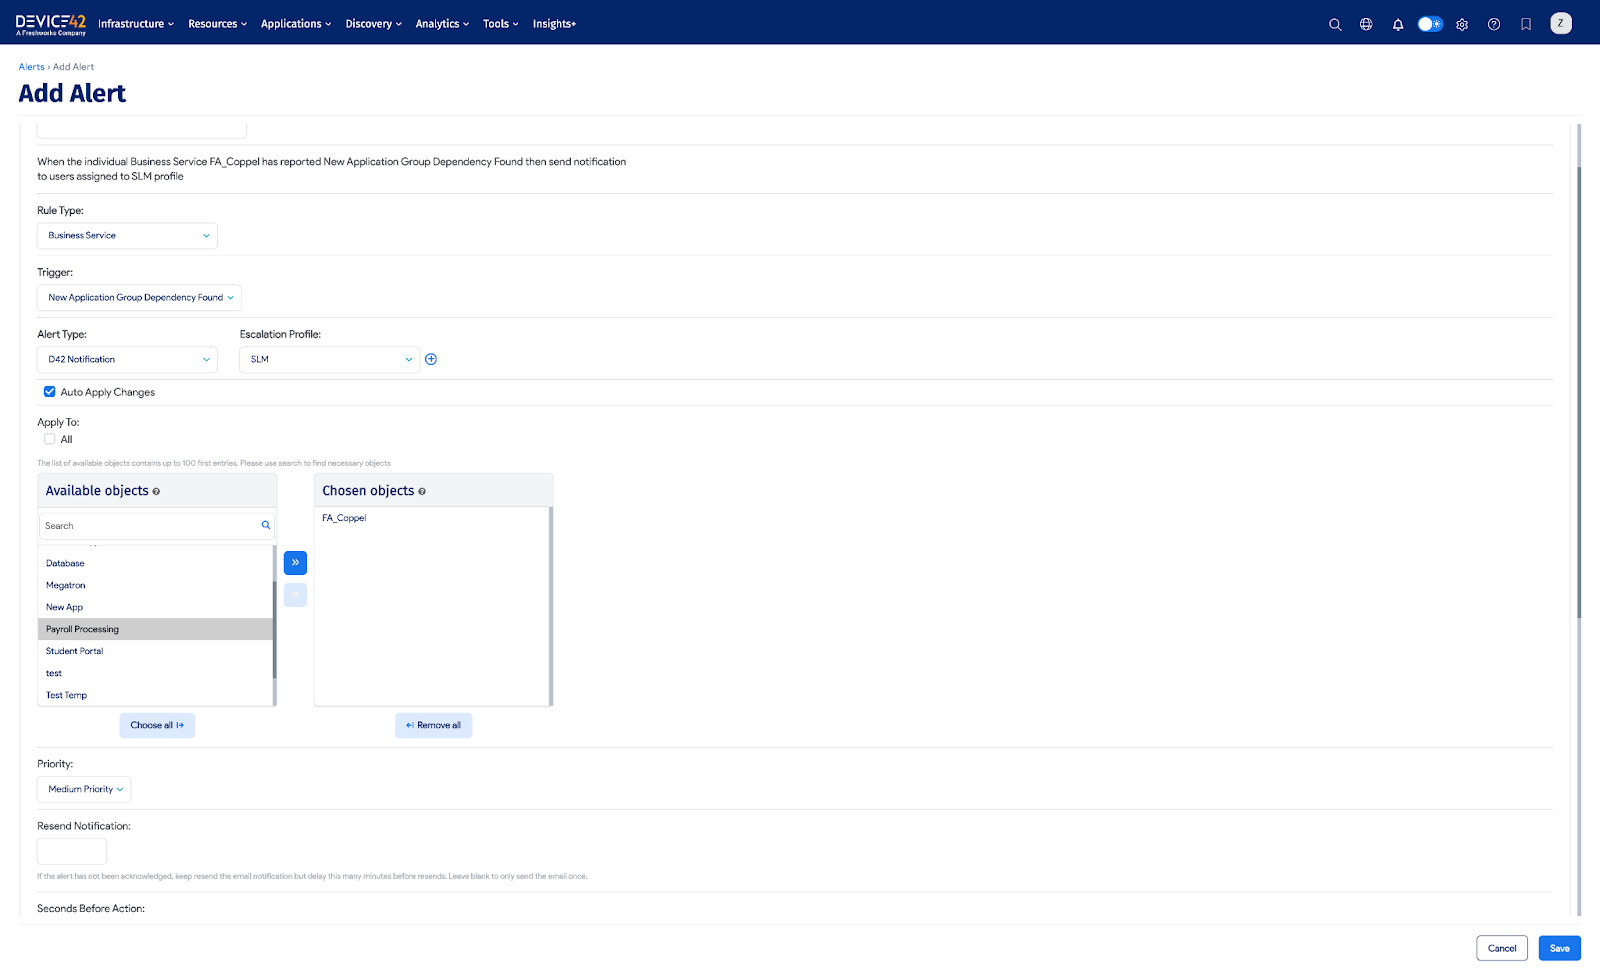 DEVICE42
A Freshworks Company
Infrastructure
Resources
Applications
Discovery
Analytics
Tools
Insights+
Z
Alerts › Add Alert
Add Alert
When the individual Business Service FA_Coppel has reported New Application Group Dependency Found then send notification
to users assigned to SLM profile
Rule Type:
Business Service
Trigger:
New Application Group Dependency Found
Alert Type:
Escalation Profile:
D42 Notification
SLM
Auto Apply Changes
Apply To:
All
The list of available objects contains up to 100 first entries. Please use search to find necessary objects
Available objects
Search
Database
Megatron
New App
Payroll Processing
Student Portal
test
Test Temp
Choose all
Chosen objects
FA_Coppel
Remove all
Priority:
Medium Priority
Resend Notification:
If the alert has not been acknowledged, keep resend the email notification but delay this many minutes before resends. Leave blank to only send the email once.
Seconds Before Action:
Cancel
Save